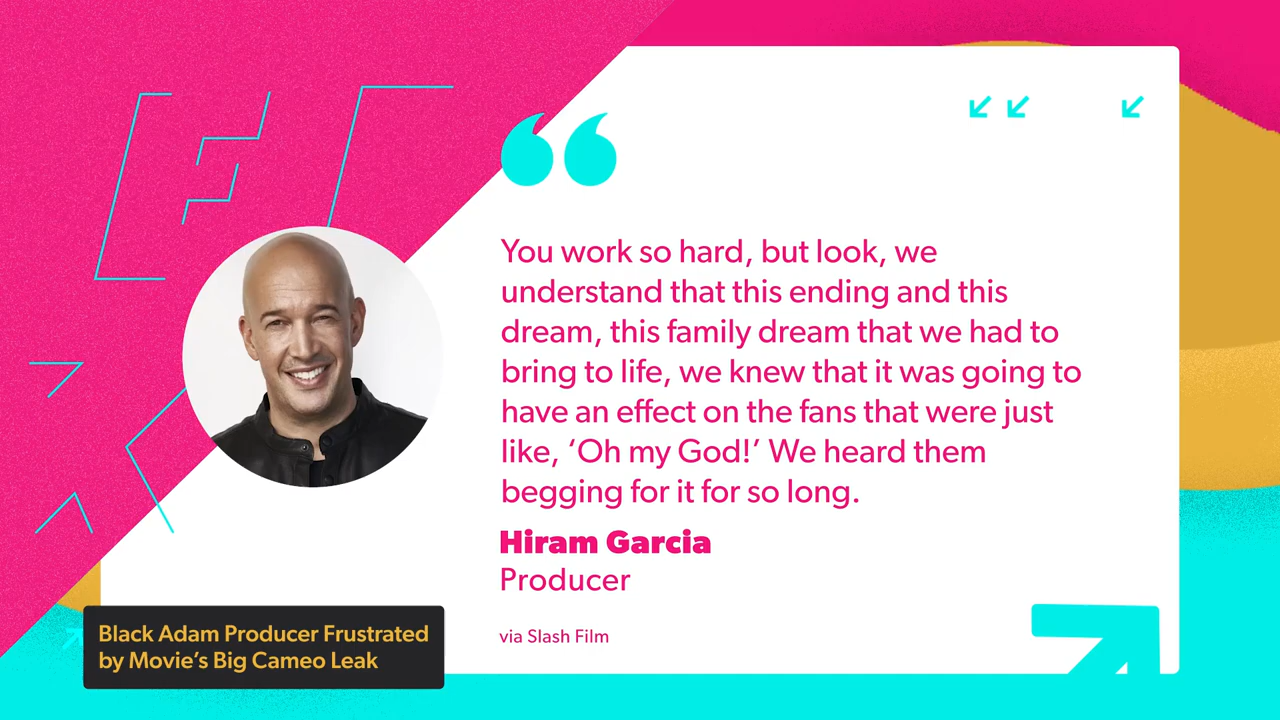 You work so hard, but look, we
understand that this ending and this
dream, this family dream that we had to
bring to life, we knew that it was going to
have an effect on the fans that were just
like, ‘Oh my God!’ We heard them
begging for it for so long.
Hiram Garcia
Producer
via Slash Film
Black Adam Producer Frustrated
by Movie’s Big Cameo Leak